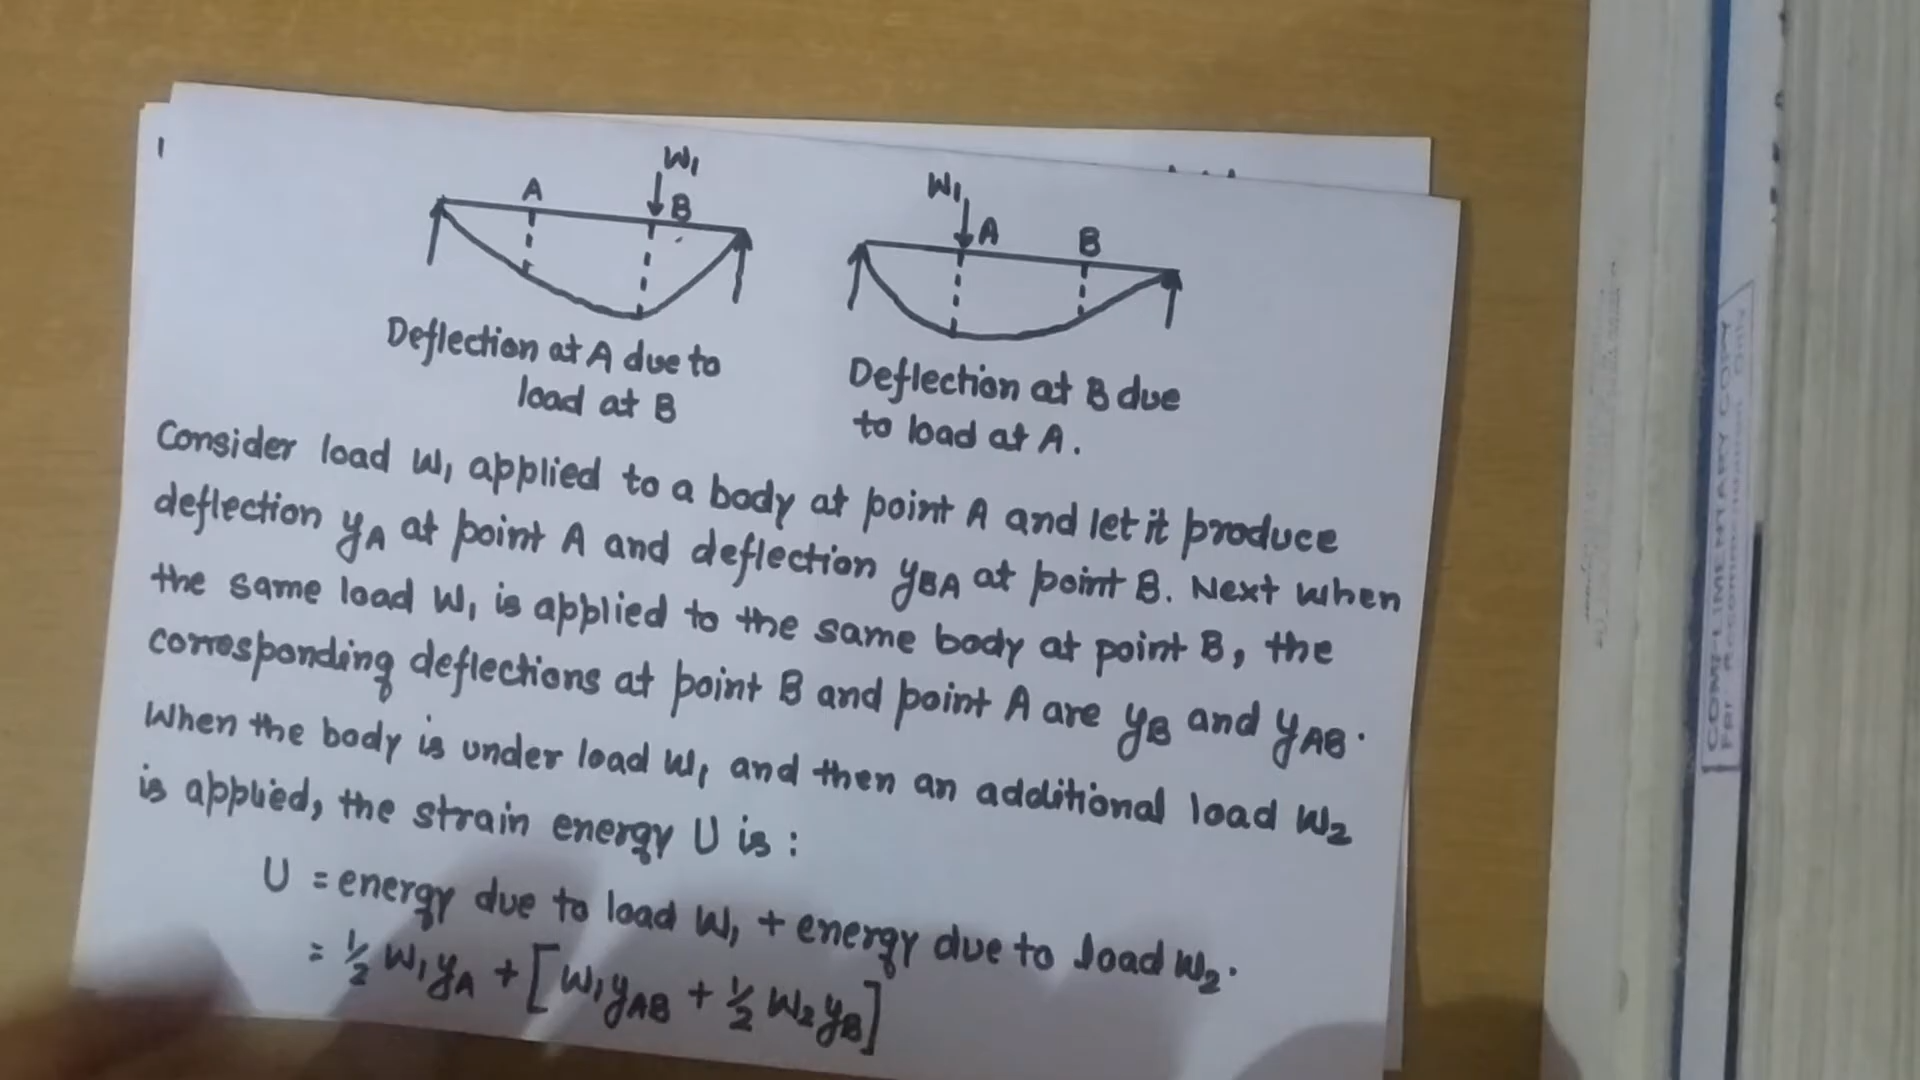 W₁
A
B
W₁
A
B
Deflection at A due to
load at B
Deflection at B due
to load at A.
Consider load W₁ applied to a body at point A and let it produce
deflection yA at point A and deflection yBA at point B. Next when
the same load W₁ is applied to the same body at point B, the
corresponding deflections at point B and point A are yB and yAB.
When the body is under load W₁ and then an additional load W₂
is applied, the strain energy U is :
U = energy due to load W₁ + energy due to load W₂.
= ½ W₁yA + [W₁yAB + ½ W₂yB]
COMPLIMENTARY COPY